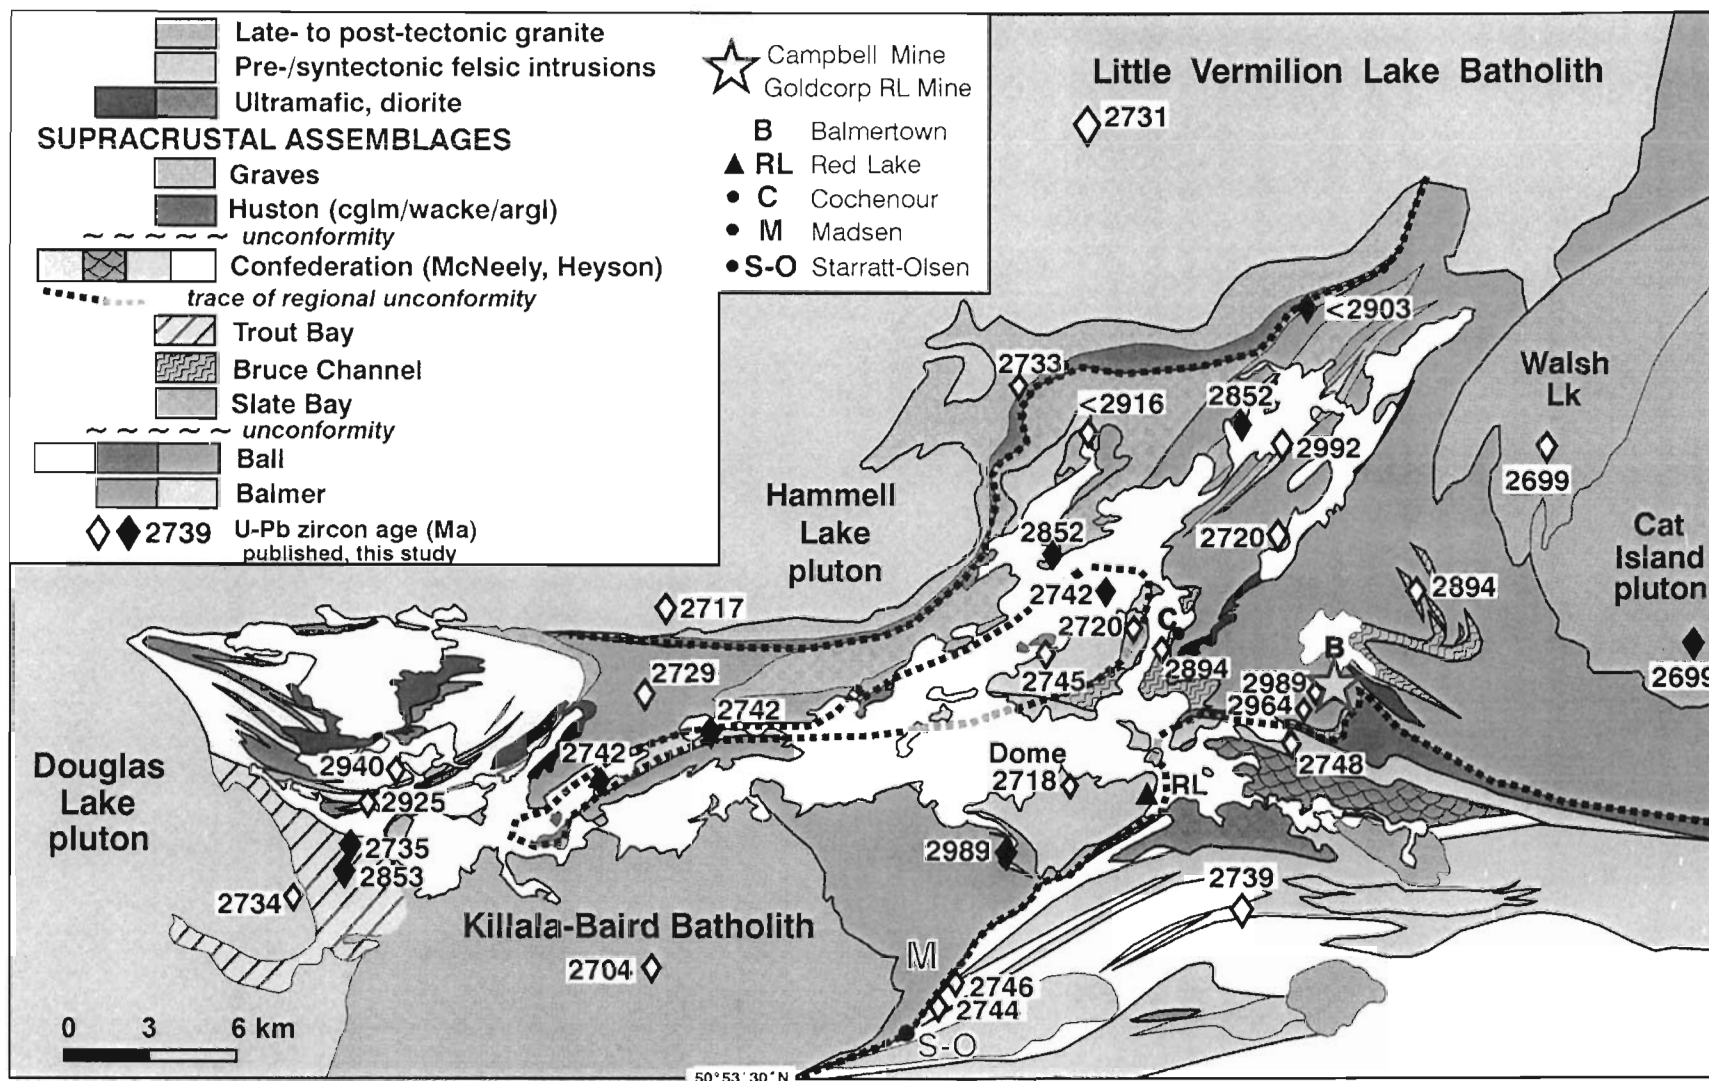 Late- to post-tectonic granite
Pre-/syntectonic felsic intrusions
Ultramafic, diorite
SUPRACRUSTAL ASSEMBLAGES
Graves
Huston (cglm/wacke/argl)
unconformity
Confederation (McNeely, Heyson)
trace of regional unconformity
Trout Bay
Bruce Channel
Slate Bay
unconformity
Ball
Balmer
2739 U-Pb zircon age (Ma)
published, this study
Campbell Mine
Goldcorp RL Mine
B Balmertown
RL Red Lake
C Cochenour
M Madsen
S-O Starratt-Olsen
Little Vermilion Lake Batholith
2731
<2903
2733
<2916
2852
2992
Walsh
Lk
2699
Hammell
Lake
pluton
2852
2720
Cat
Island
pluton
2742
2894
2717
2720
C
B
2745
2894
2699
2729
2989
2964
2742
2742
2748
Douglas
Lake
pluton
2940
2925
Dome
2718
RL
2735
2853
2989
2734
2739
Killala-Baird Batholith
M
2704
2746
2744
S-O
0 3 6 km
50°53'30"N